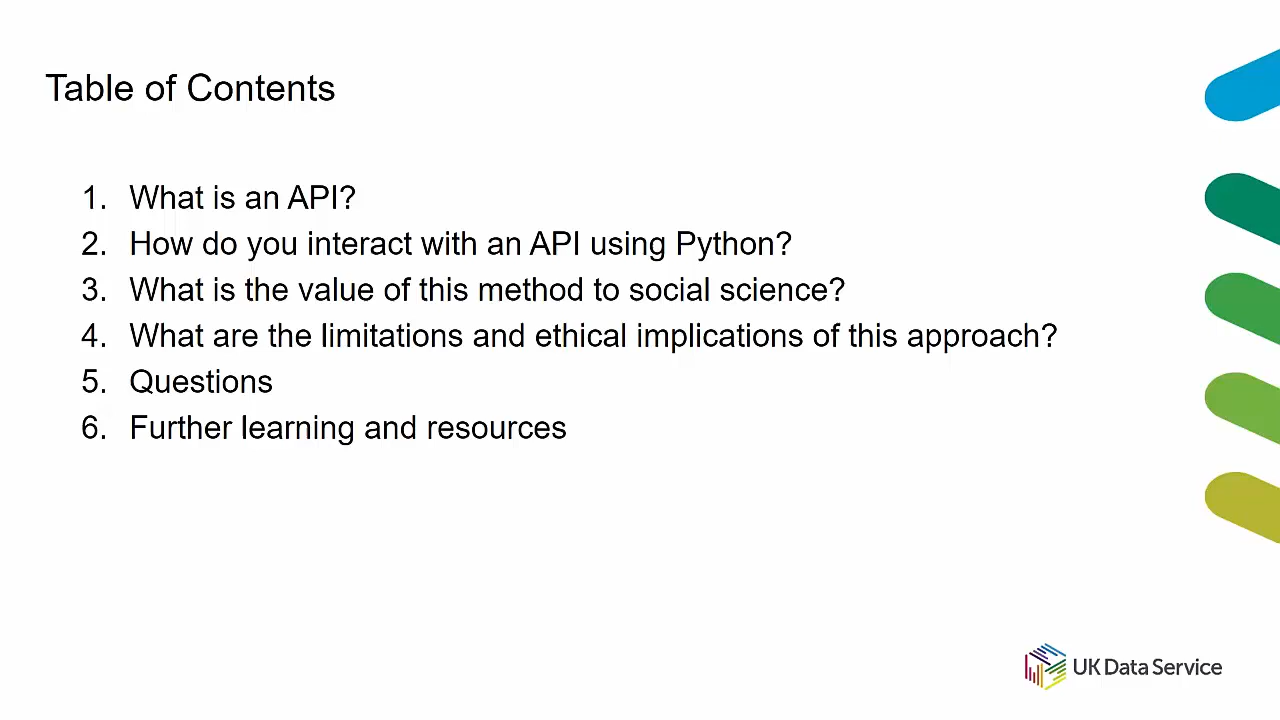 Table of Contents
1. What is an API?
2. How do you interact with an API using Python?
3. What is the value of this method to social science?
4. What are the limitations and ethical implications of this approach?
5. Questions
6. Further learning and resources
UK Data Service